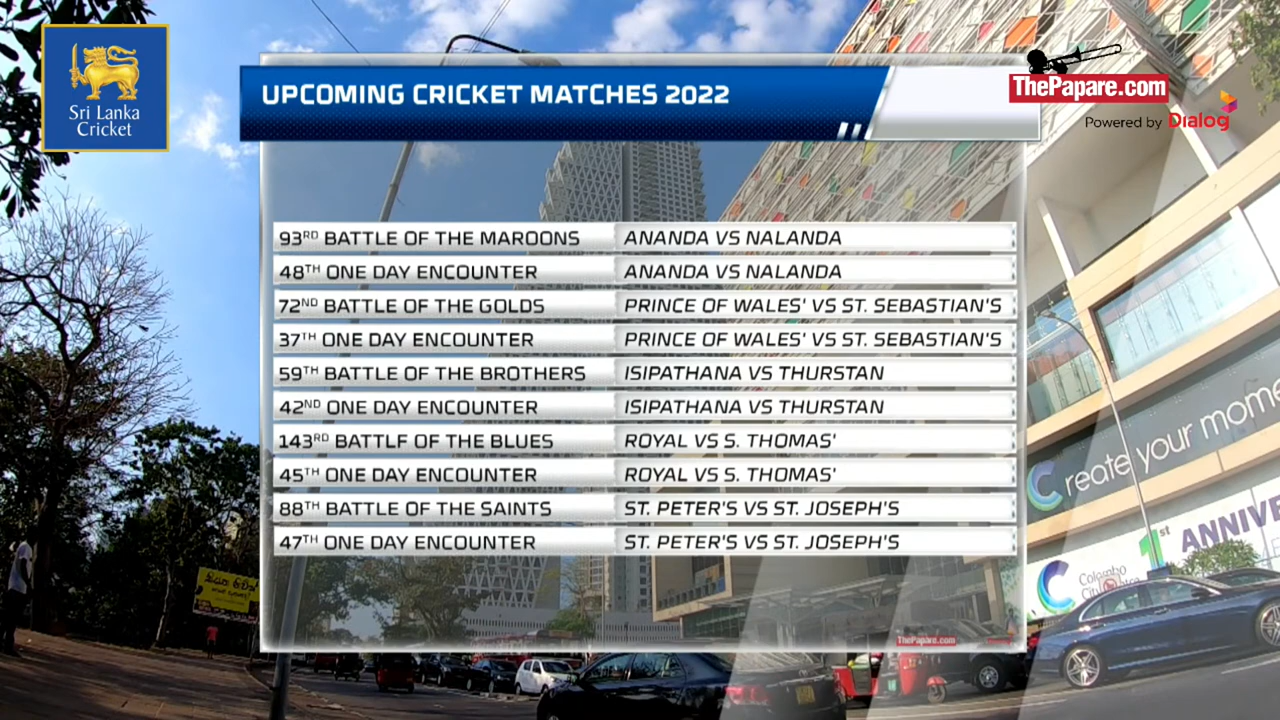 Sri Lanka
Cricket
UPCOMING CRICKET MATCHES 2022
ThePapare.com
Powered by Dialog
93RD BATTLE OF THE MAROONS ANANDA VS NALANDA
48TH ONE DAY ENCOUNTER ANANDA VS NALANDA
72ND BATTLE OF THE GOLDS PRINCE OF WALES' VS ST. SEBASTIAN'S
37TH ONE DAY ENCOUNTER PRINCE OF WALES' VS ST. SEBASTIAN'S
59TH BATTLE OF THE BROTHERS ISIPATHANA VS THURSTAN
42ND ONE DAY ENCOUNTER ISIPATHANA VS THURSTAN
143RD BATTLF OF THE BLUES ROYAL VS S. THOMAS'
45TH ONE DAY ENCOUNTER ROYAL VS S. THOMAS'
88TH BATTLE OF THE SAINTS ST. PETER'S VS ST. JOSEPH'S
47TH ONE DAY ENCOUNTER ST. PETER'S VS ST. JOSEPH'S
Create your mome
1st ANNIVE
Colombo
ThePapare.com